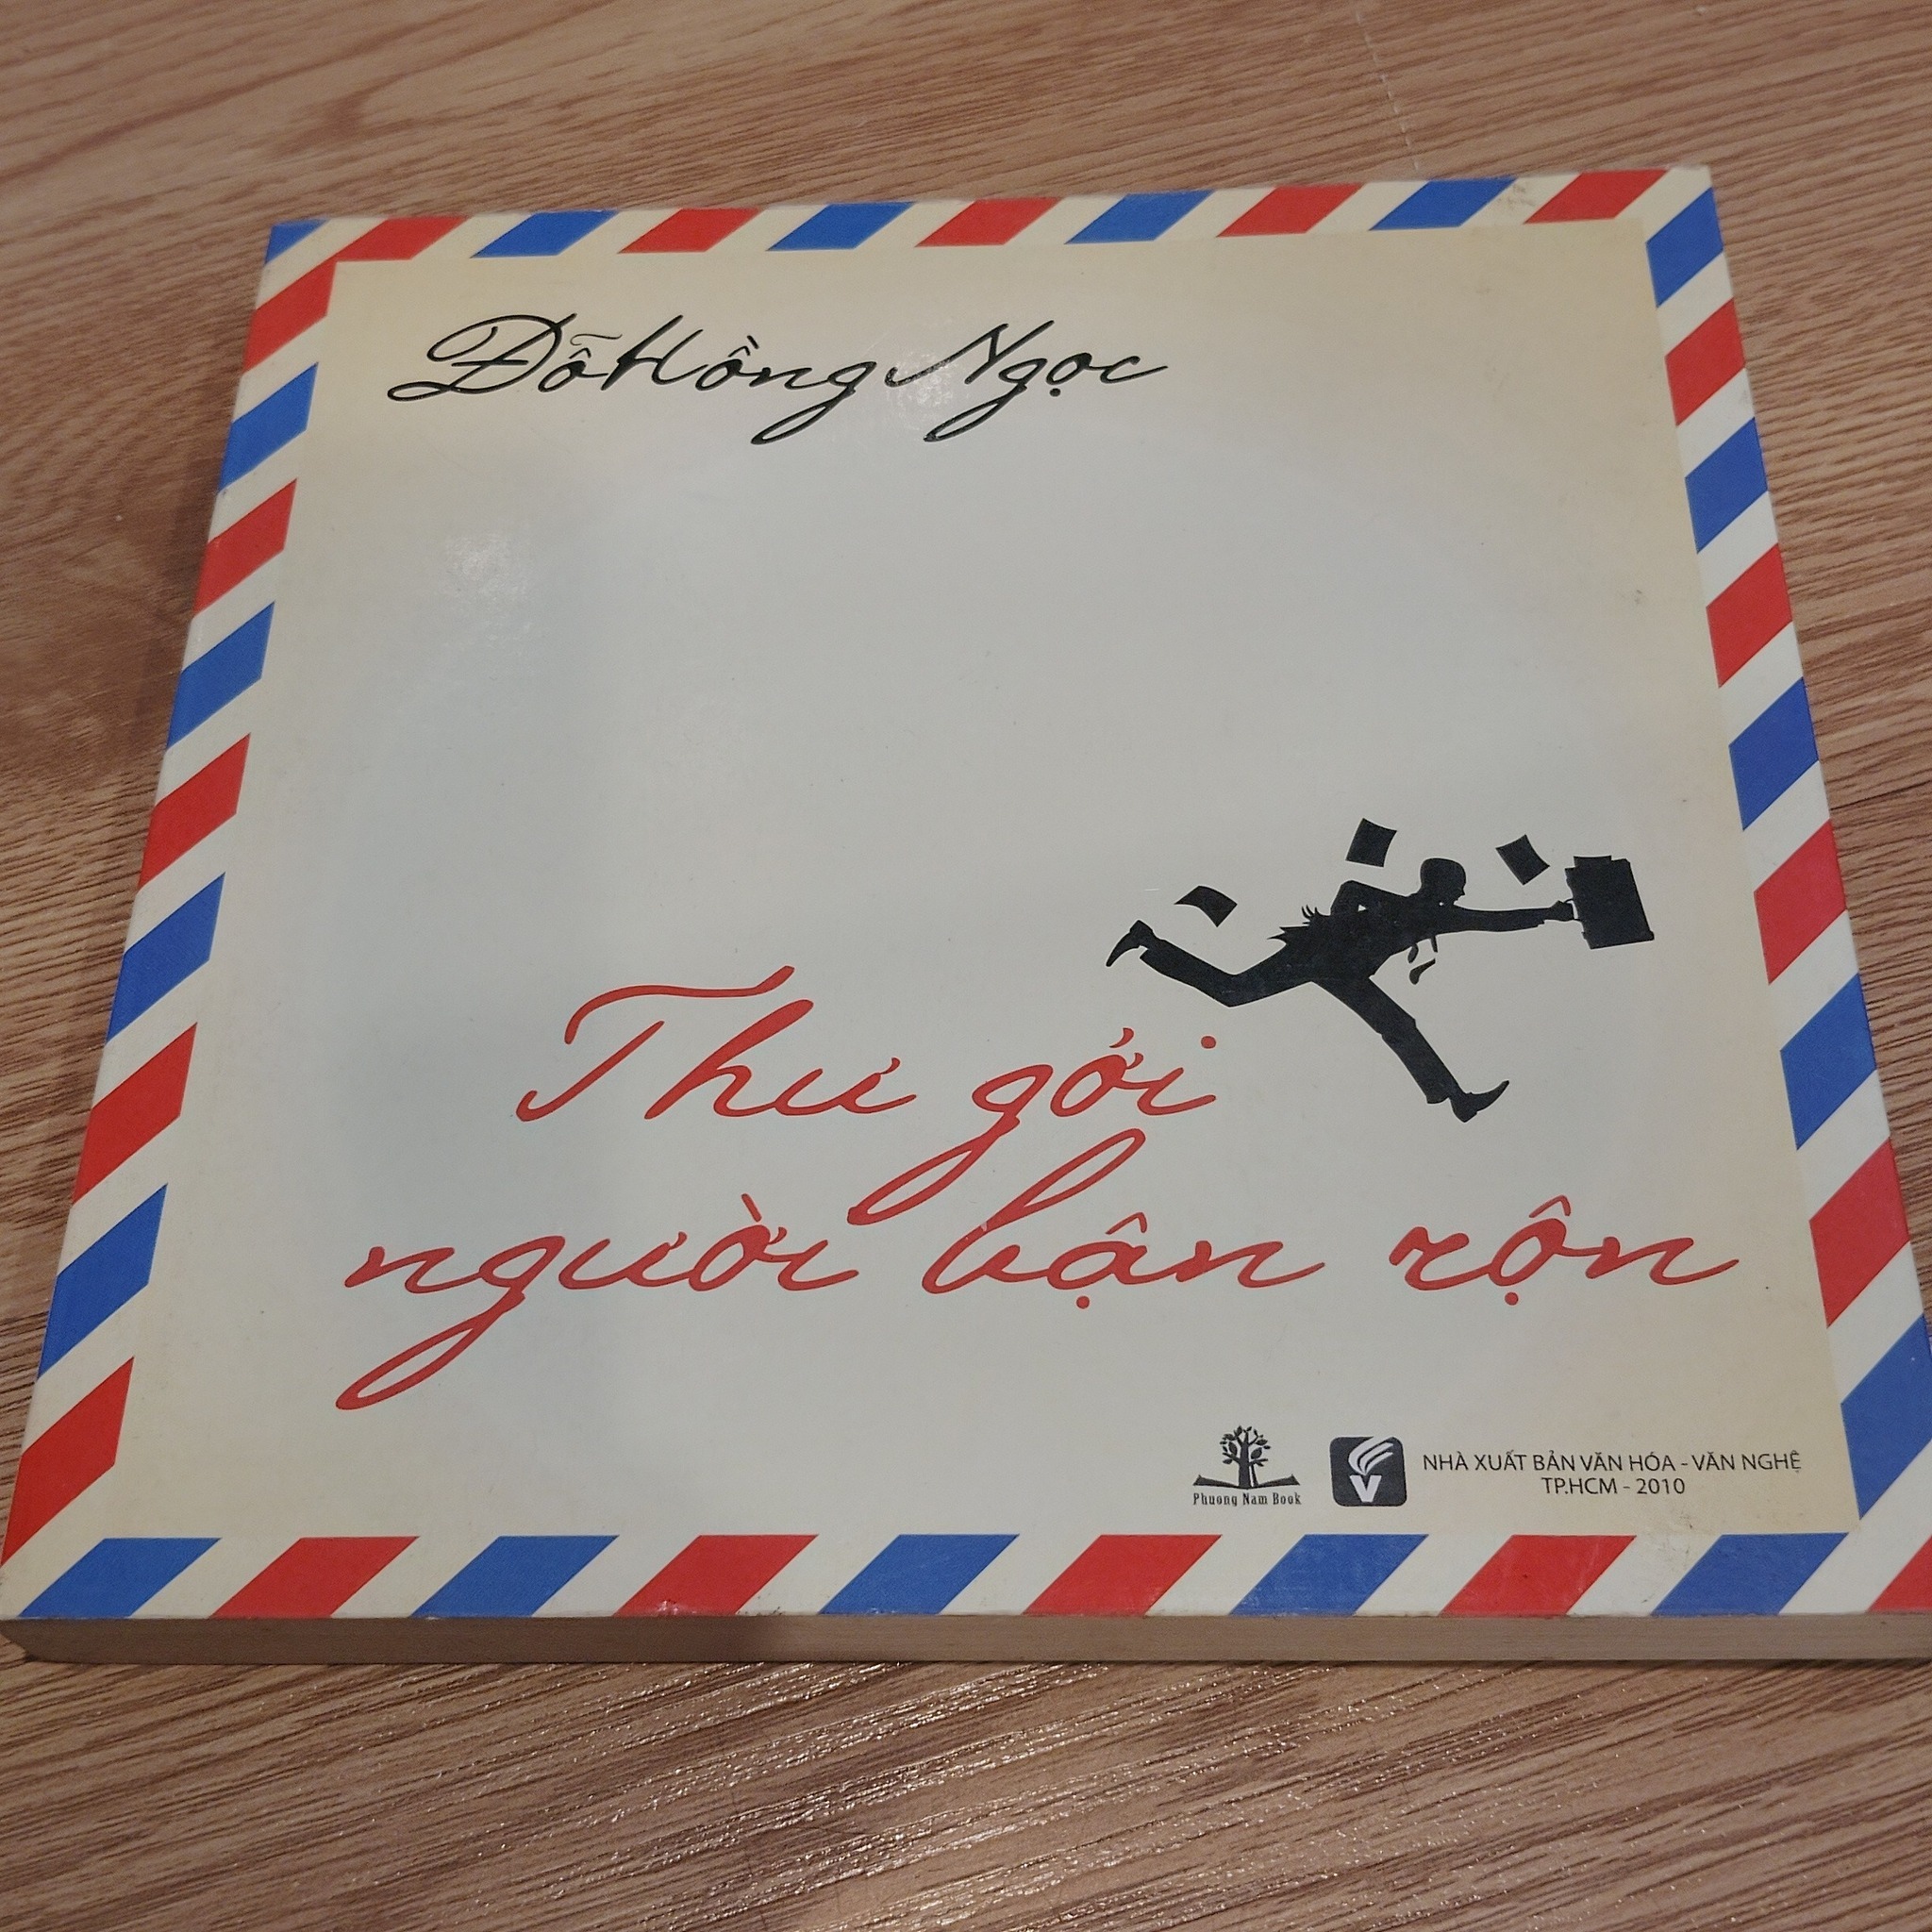 Đỗ Hồng Ngọc
Thư gởi
người bận rộn
Phuong Nam Book
NHÀ XUẤT BẢN VĂN HÓA - VĂN NGHỆ
TP.HCM - 2010